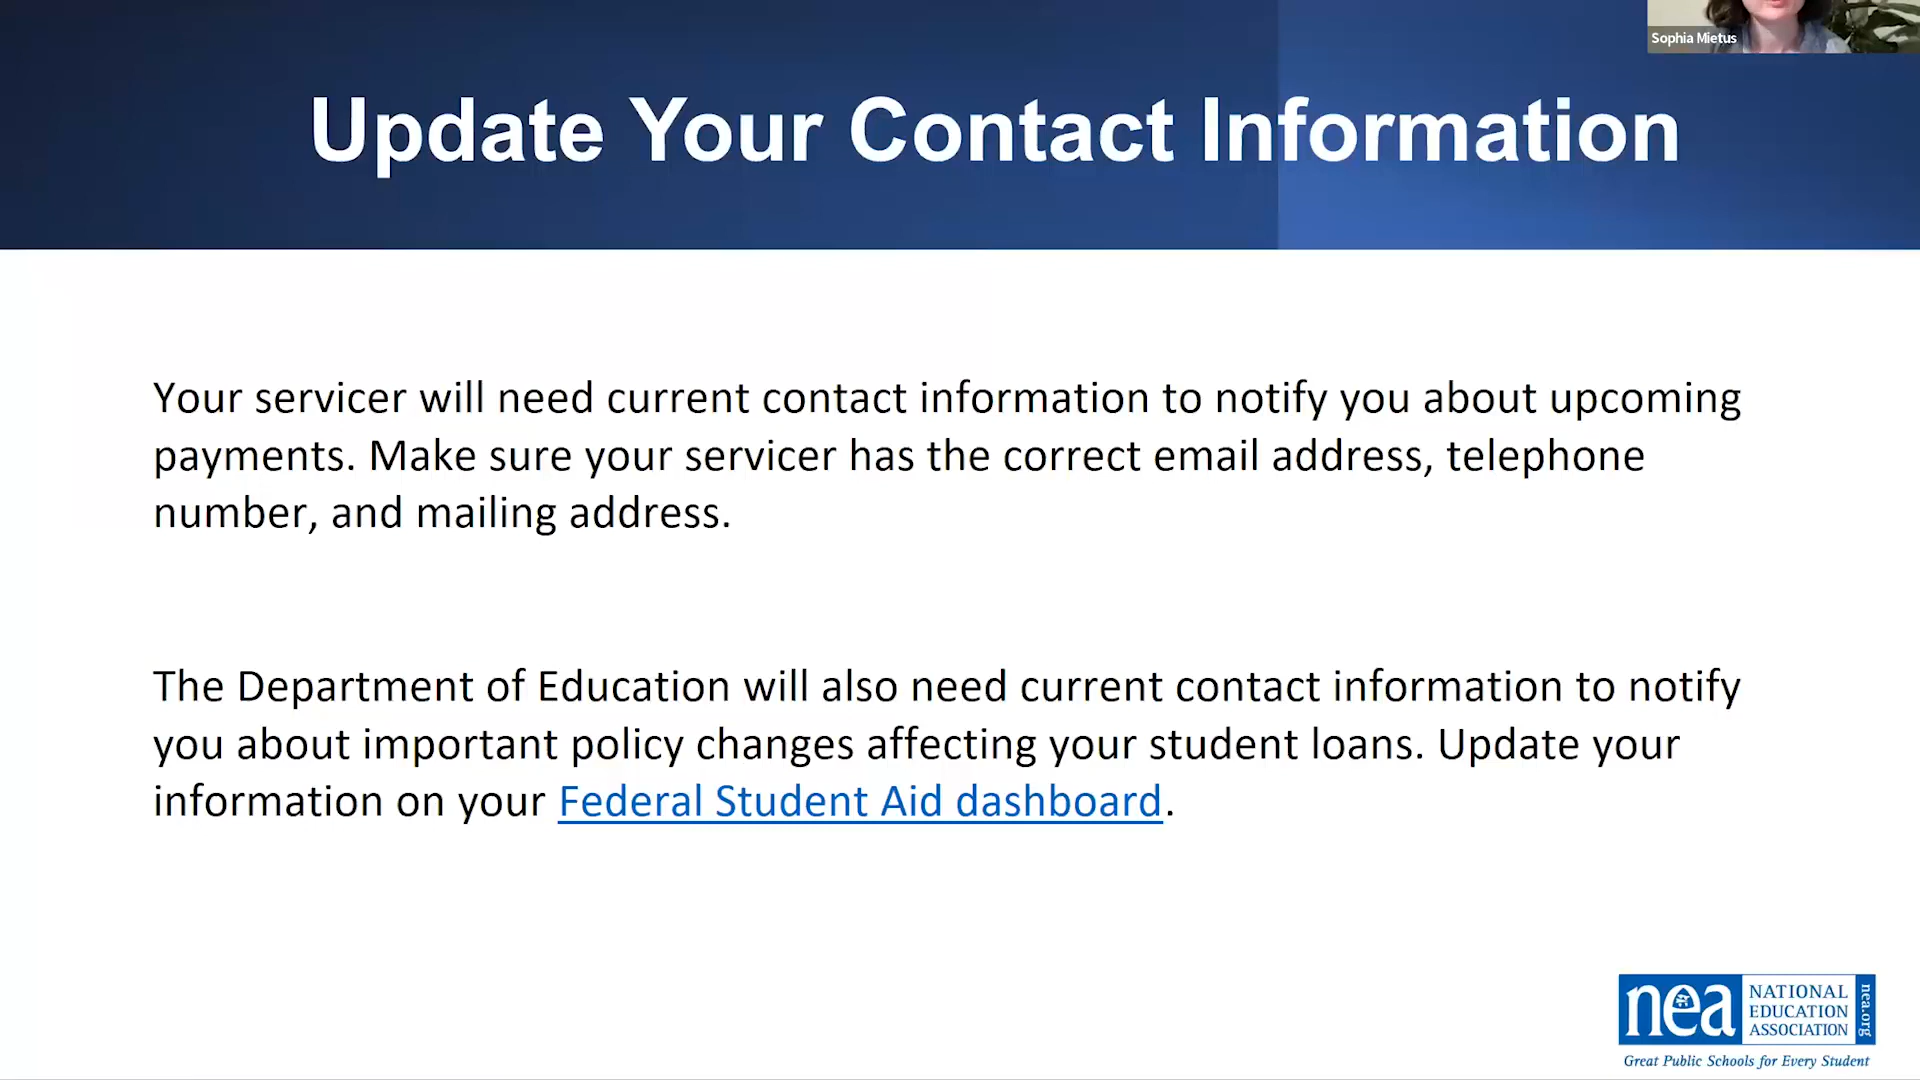 Sophia Mietus
Update Your Contact Information
Your servicer will need current contact information to notify you about upcoming
payments. Make sure your servicer has the correct email address, telephone
number, and mailing address.
The Department of Education will also need current contact information to notify
you about important policy changes affecting your student loans. Update your
information on your Federal Student Aid dashboard.
nea
NATIONAL
EDUCATION
ASSOCIATION
nea.org
Great Public Schools for Every Student